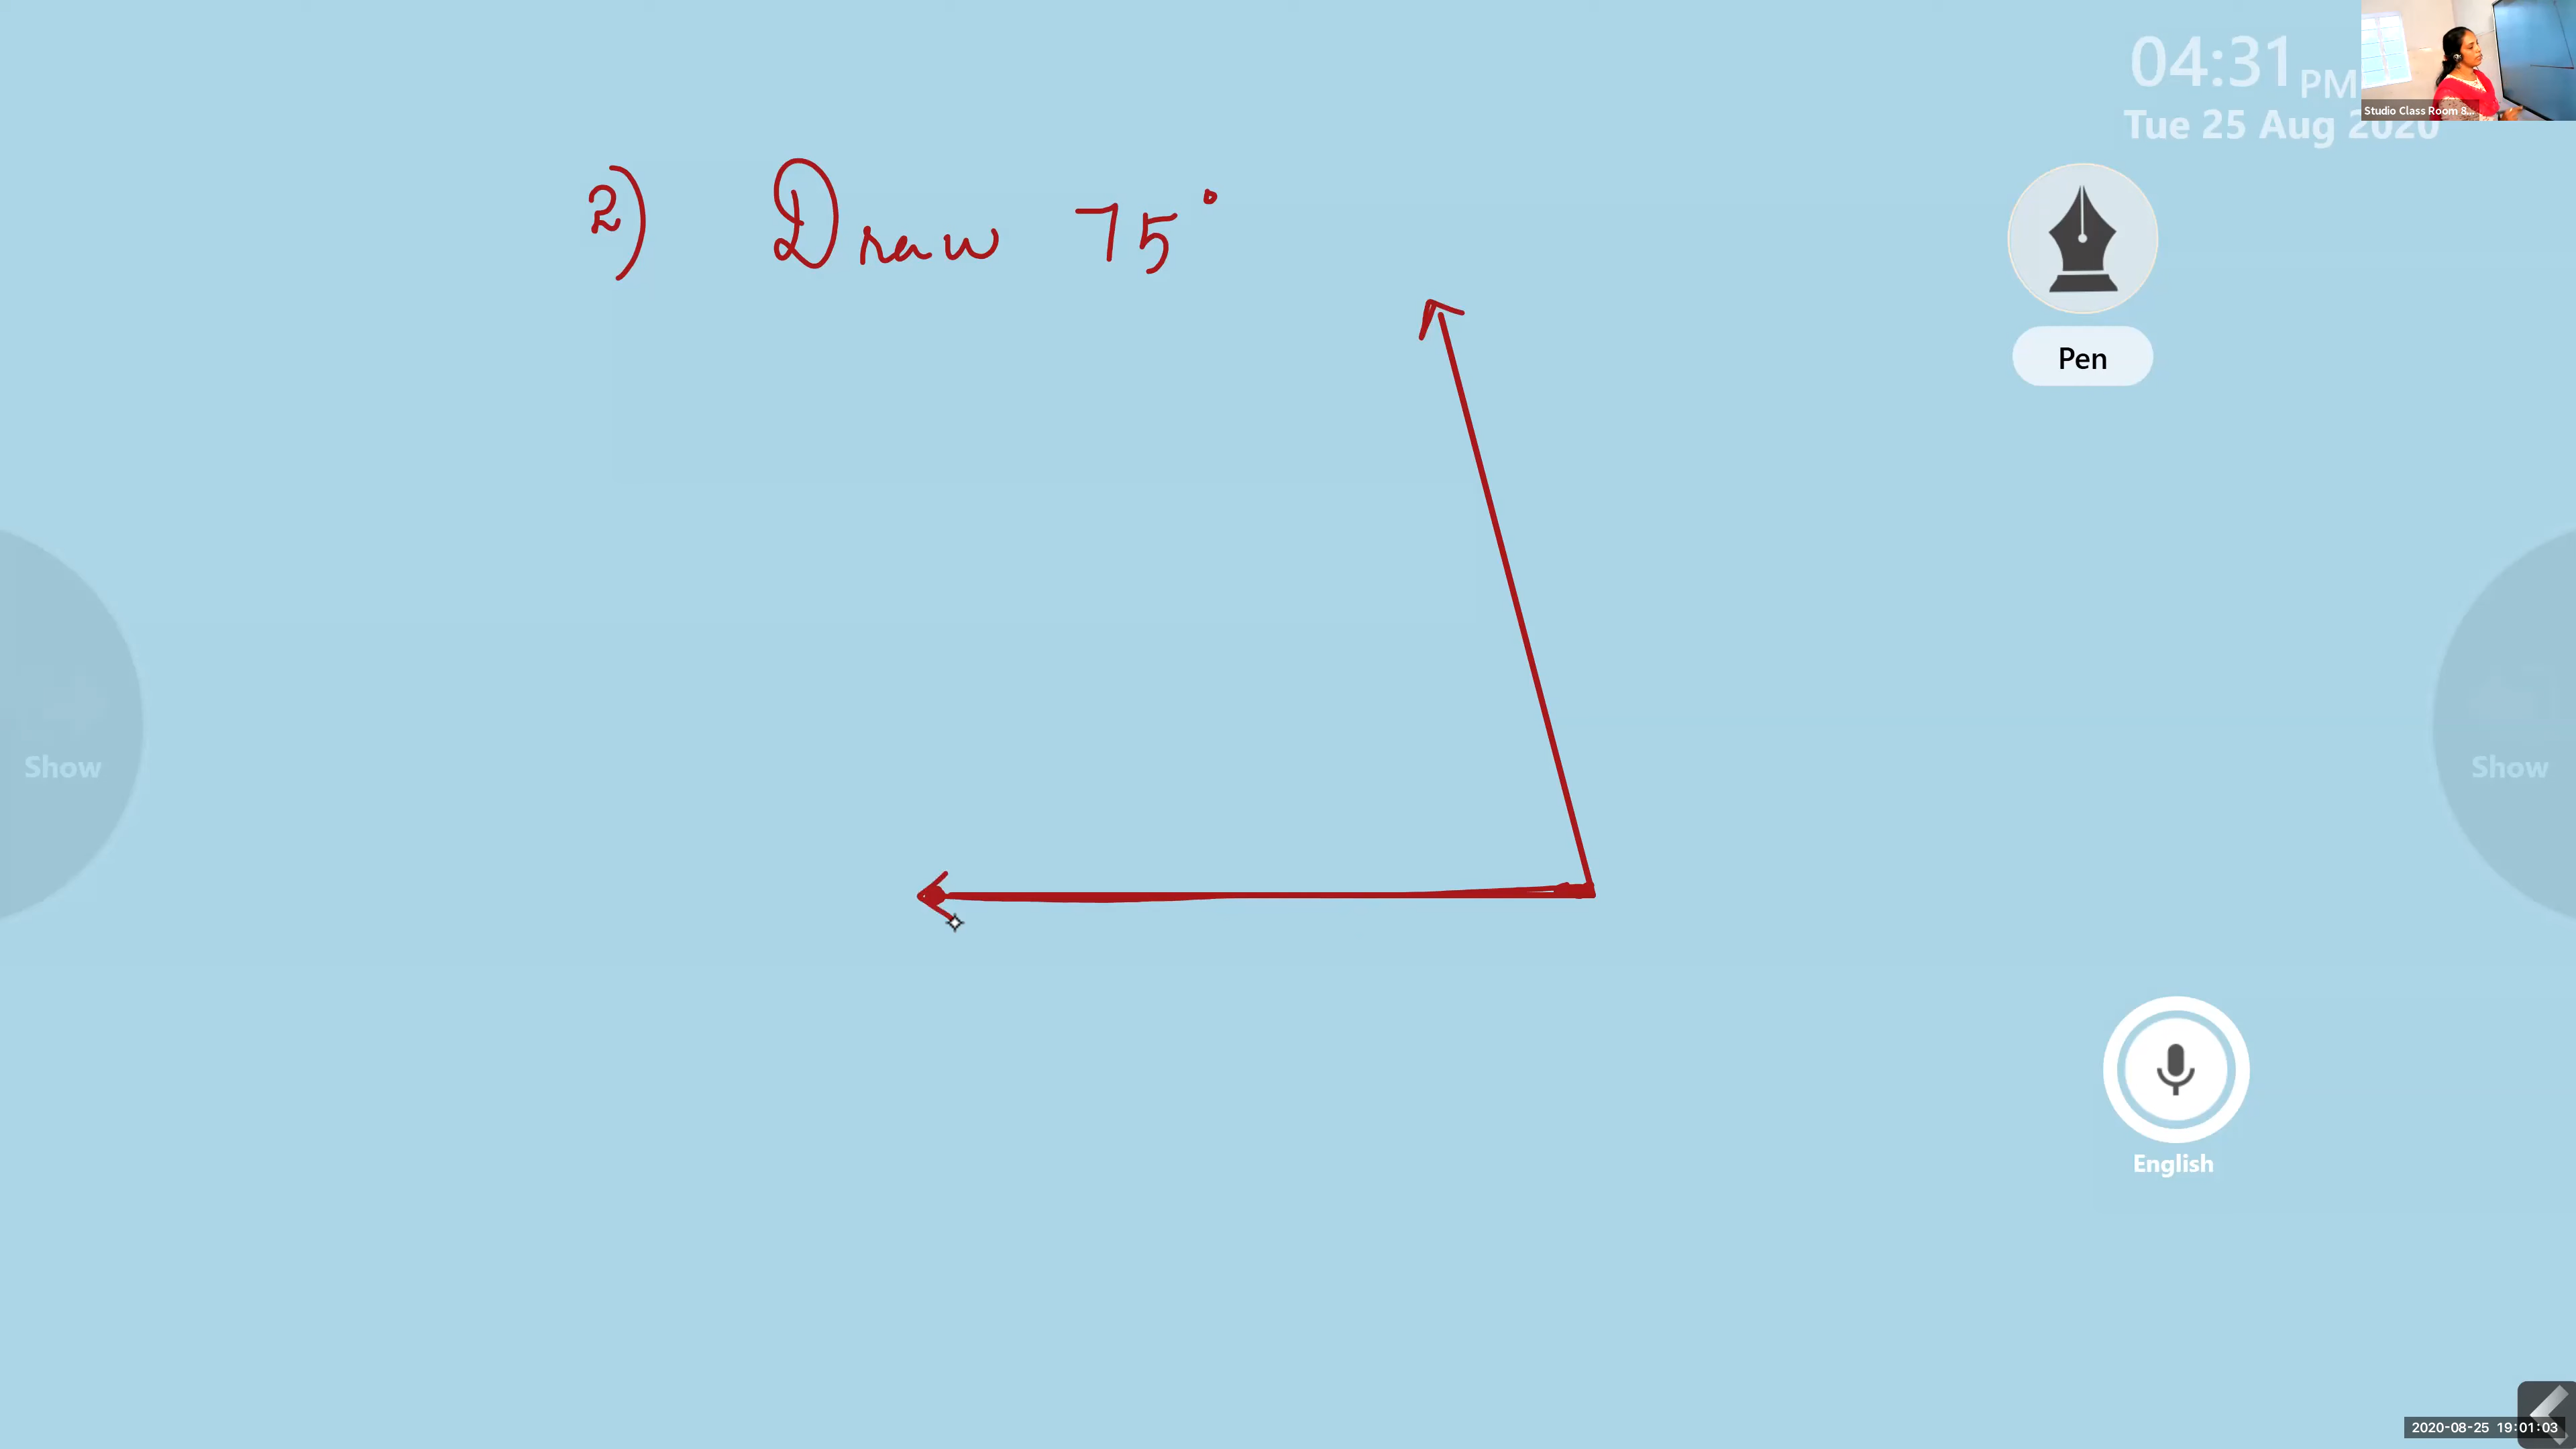 04:31 PM
Tue 25 Aug 2020
Studio Class Room 8...
2) Draw 75°
Pen
Show
Show
English
2020-08-25 19:01:03